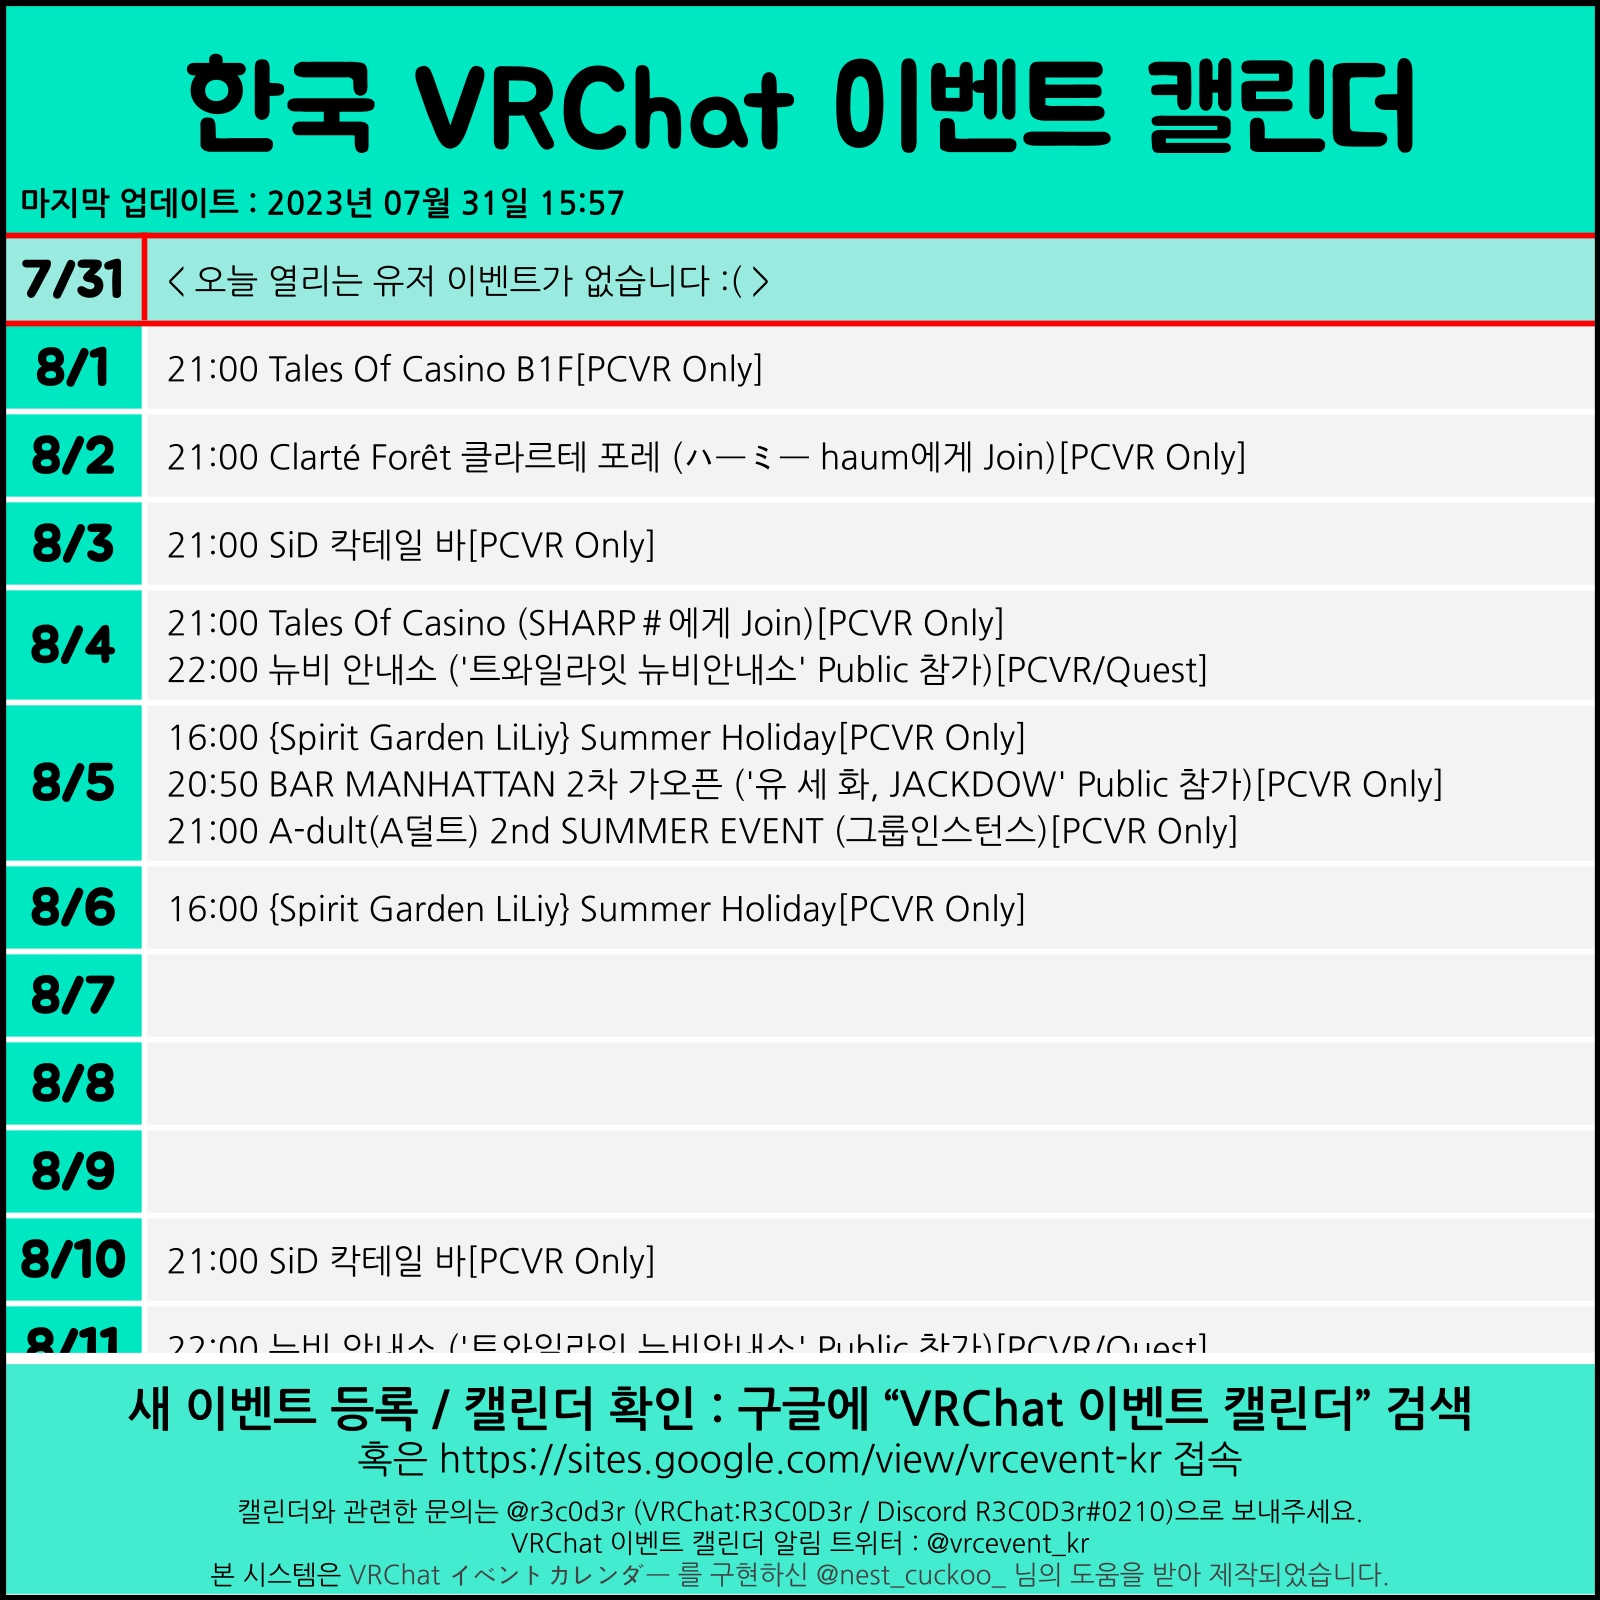 한국 VRChat 이벤트 캘린더
마지막 업데이트 : 2023년 07월 31일 15:57
7/31
< 오늘 열리는 유저 이벤트가 없습니다 :( >
8/1
21:00 Tales Of Casino B1F[PCVR Only]
8/2
21:00 Clarté Forêt 클라르테 포레 (ハーミー haum에게 Join)[PCVR Only]
8/3
21:00 SiD 칵테일 바[PCVR Only]
8/4
21:00 Tales Of Casino (SHARP＃에게 Join)[PCVR Only]
22:00 뉴비 안내소 ('트와일라잇 뉴비안내소' Public 참가)[PCVR/Quest]
8/5
16:00 {Spirit Garden LiLiy} Summer Holiday[PCVR Only]
20:50 BAR MANHATTAN 2차 가오픈 ('유 세 화, JACKDOW' Public 참가)[PCVR Only]
21:00 A-dult(A덜트) 2nd SUMMER EVENT (그룹인스턴스)[PCVR Only]
8/6
16:00 {Spirit Garden LiLiy} Summer Holiday[PCVR Only]
8/7
8/8
8/9
8/10
21:00 SiD 칵테일 바[PCVR Only]
8/11
22:00 뉴비 안내소 ('트와일라잇 뉴비안내소' Public 참가)[PCVR/Quest]
새 이벤트 등록 / 캘린더 확인 : 구글에 “VRChat 이벤트 캘린더” 검색
혹은 https://sites.google.com/view/vrcevent-kr 접속
캘린더와 관련한 문의는 @r3c0d3r (VRChat:R3C0D3r / Discord R3C0D3r#0210)으로 보내주세요.
VRChat 이벤트 캘린더 알림 트위터 : @vrcevent_kr
본 시스템은 VRChat イベントカレンダー 를 구현하신 @nest_cuckoo_ 님의 도움을 받아 제작되었습니다.